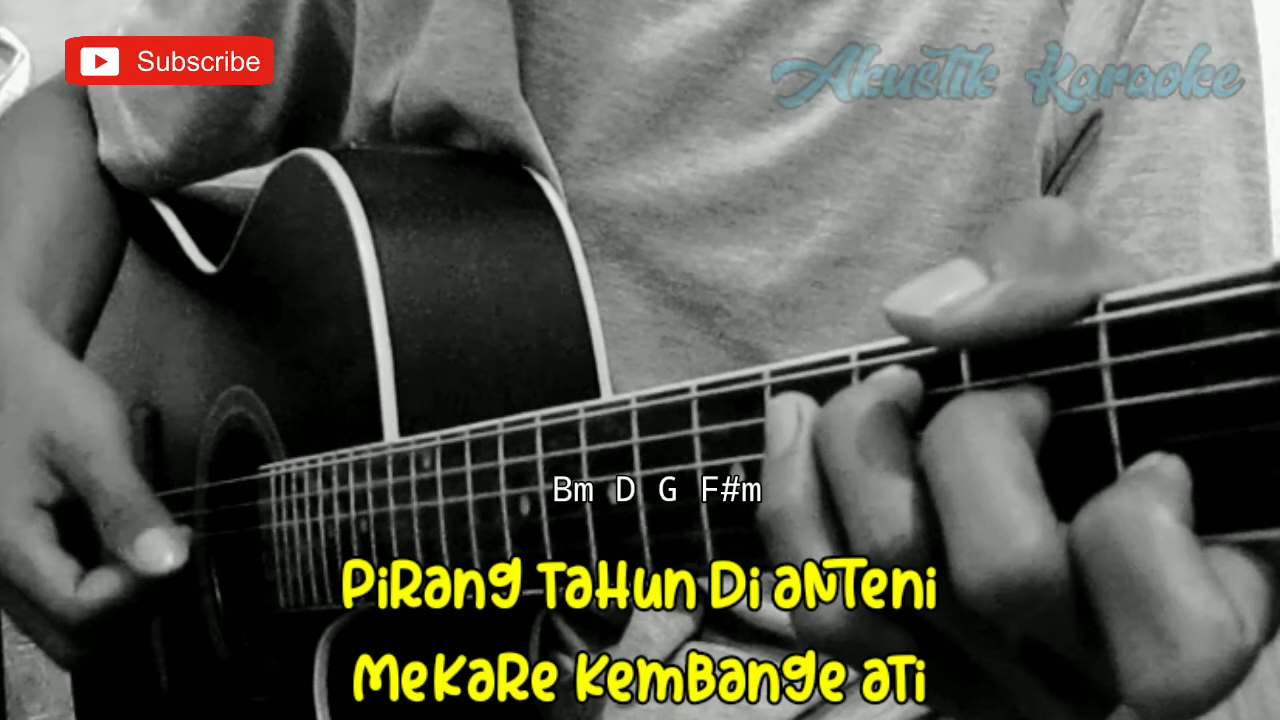 Subscribe
Akustik Karaoke
Bm D G F#m
PiRang TaHun Di aNTeni
MeKaRe KemBange aTi